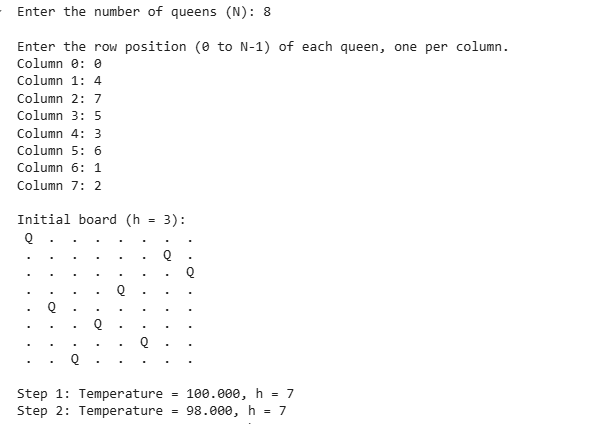 Enter the number of queens (N): 8
Enter the row position (0 to N-1) of each queen, one per column.
Column 0: 0
Column 1: 4
Column 2: 7
Column 3: 5
Column 4: 3
Column 5: 6
Column 6: 1
Column 7: 2
Initial board (h = 3):
Q . . . . . . .
. . . . . . Q .
. . . . . . . Q
. . . . Q . . .
. Q . . . . . .
. . . Q . . . .
. . . . . Q . .
. . Q . . . . .
Step 1: Temperature = 100.000, h = 7
Step 2: Temperature = 98.000, h = 7